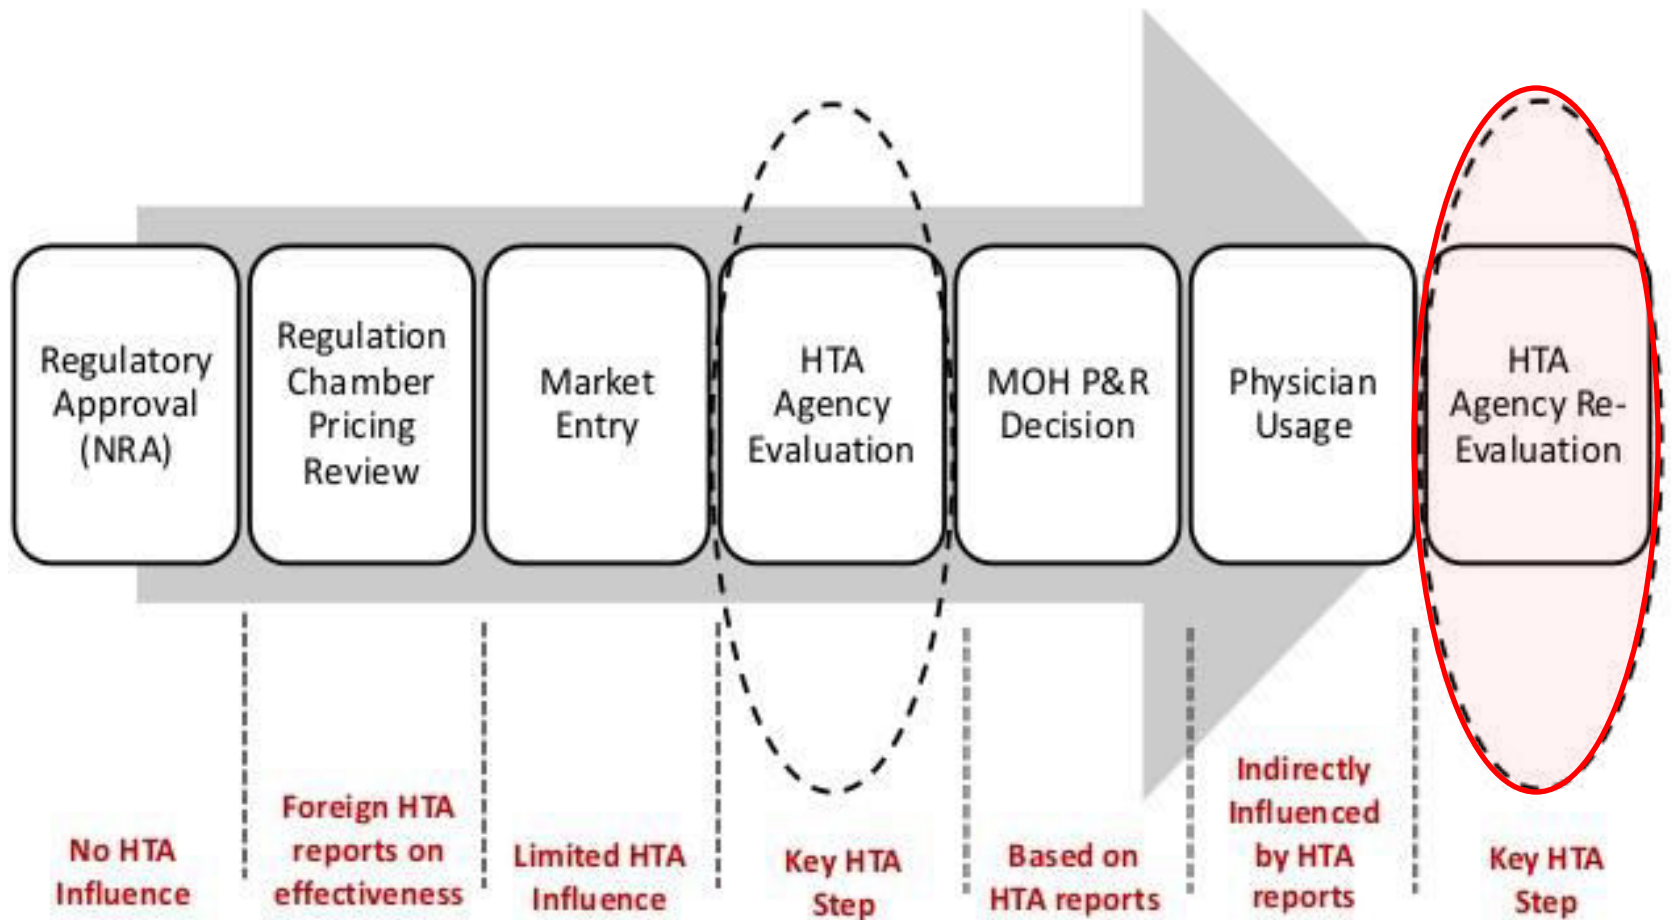 Regulatory
Approval
(NRA)
Regulation
Chamber
Pricing
Review
Market
Entry
HTA
Agency
Evaluation
MOH P&R
Decision
Physician
Usage
HTA
Agency Re-
Evaluation
No HTA
Influence
Foreign HTA
reports on
effectiveness
Limited HTA
Influence
Key HTA
Step
Based on
HTA reports
Indirectly
Influenced
by HTA
reports
Key HTA
Step